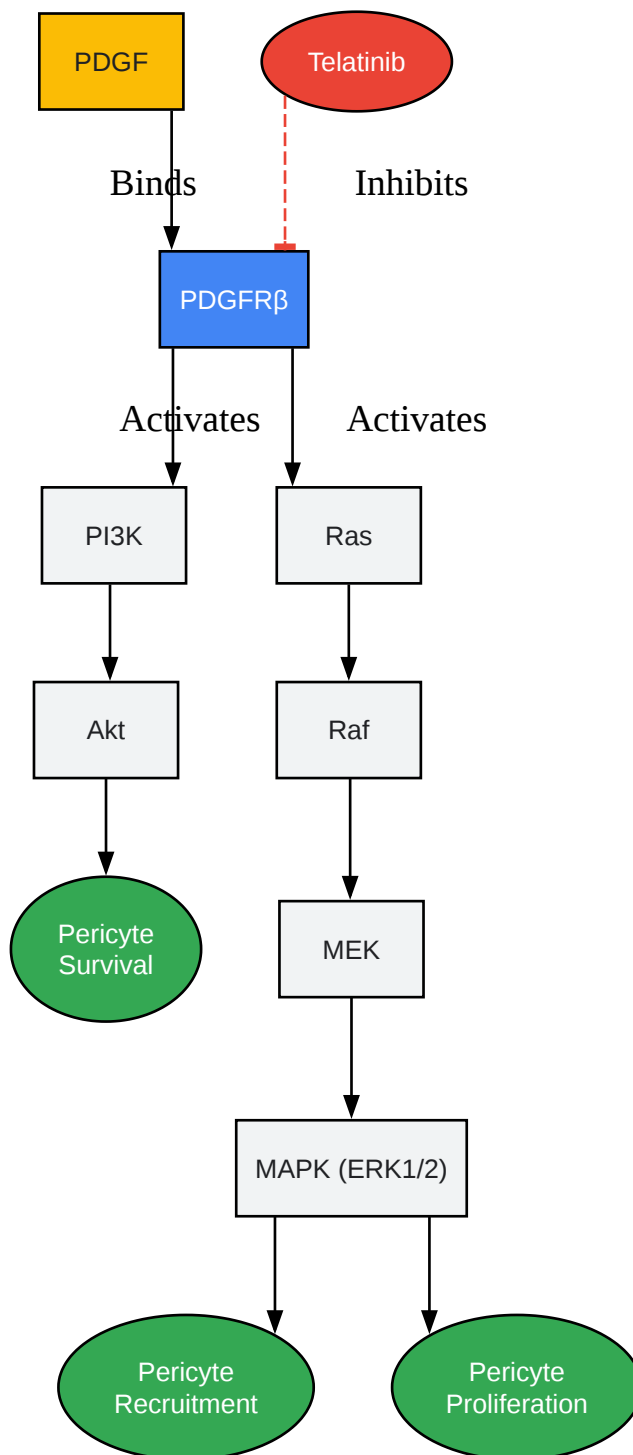 PDGF
Telatinib
Binds
Inhibits
PDGFRβ
Activates
Activates
PI3K
Ras
Akt
Raf
Pericyte
Survival
MEK
MAPK (ERK1/2)
Pericyte
Recruitment
Pericyte
Proliferation